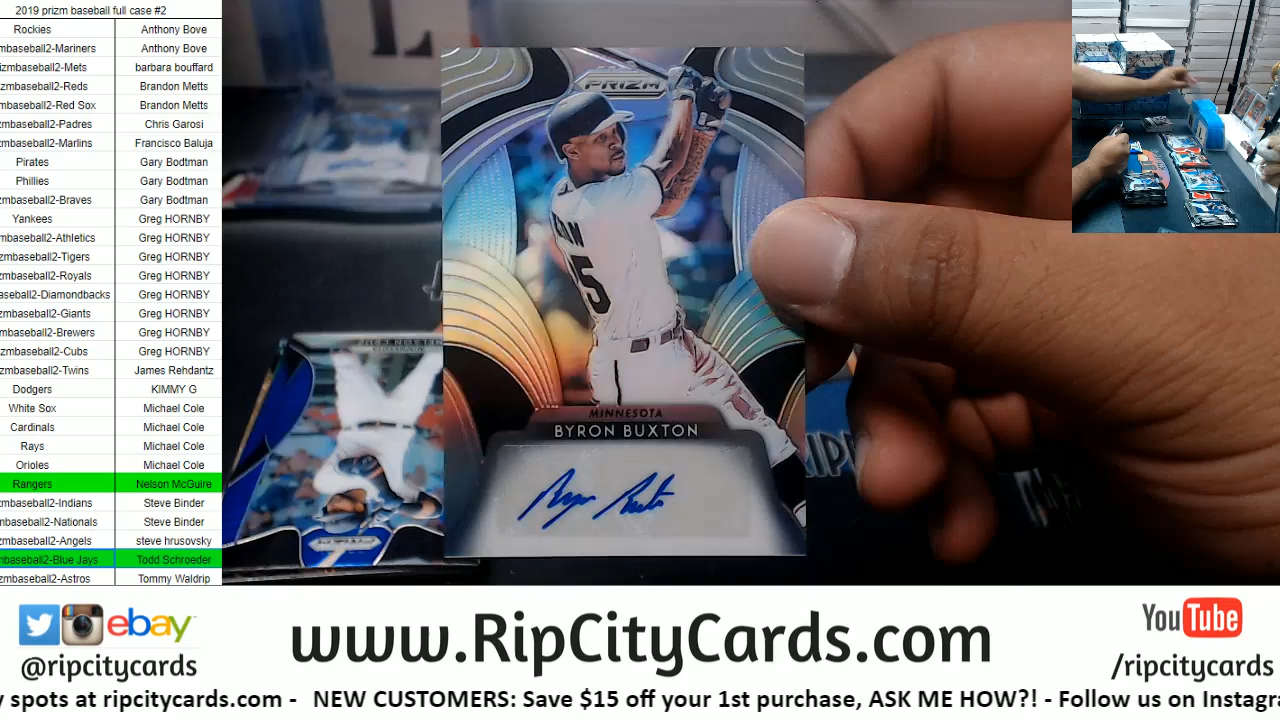 2019 prizm baseball full case #2
Rockies Anthony Bove
mbaseball2-Mariners Anthony Bove
izmbaseball2-Mets barbara bouffard
izmbaseball2-Reds Brandon Metts
mbaseball2-Red Sox Brandon Metts
zmbaseball2-Padres Chris Garosi
zmbaseball2-Marlins Francisco Baluja
Pirates Gary Bodtman
Phillies Gary Bodtman
zmbaseball2-Braves Gary Bodtman
Yankees Greg HORNBY
mbaseball2-Athletics Greg HORNBY
zmbaseball2-Tigers Greg HORNBY
zmbaseball2-Royals Greg HORNBY
aseball2-Diamondbacks Greg HORNBY
zmbaseball2-Giants Greg HORNBY
mbaseball2-Brewers Greg HORNBY
zmbaseball2-Cubs Greg HORNBY
zmbaseball2-Twins James Rehdantz
Dodgers KIMMY G
White Sox Michael Cole
Cardinals Michael Cole
Rays Michael Cole
Orioles Michael Cole
Rangers Nelson McGuire
zmbaseball2-Indians Steve Binder
mbaseball2-Nationals Steve Binder
zmbaseball2-Angels steve hrusovsky
mbaseball2-Blue Jays Todd Schroeder
zmbaseball2-Astros Tommy Waldrip
PRIZM
MINNESOTA
BYRON BUXTON
ebay
@ripcitycards
www.RipCityCards.com
YouTube
/ripcitycards
y spots at ripcitycards.com - NEW CUSTOMERS: Save $15 off your 1st purchase, ASK ME HOW?! - Follow us on Instagra